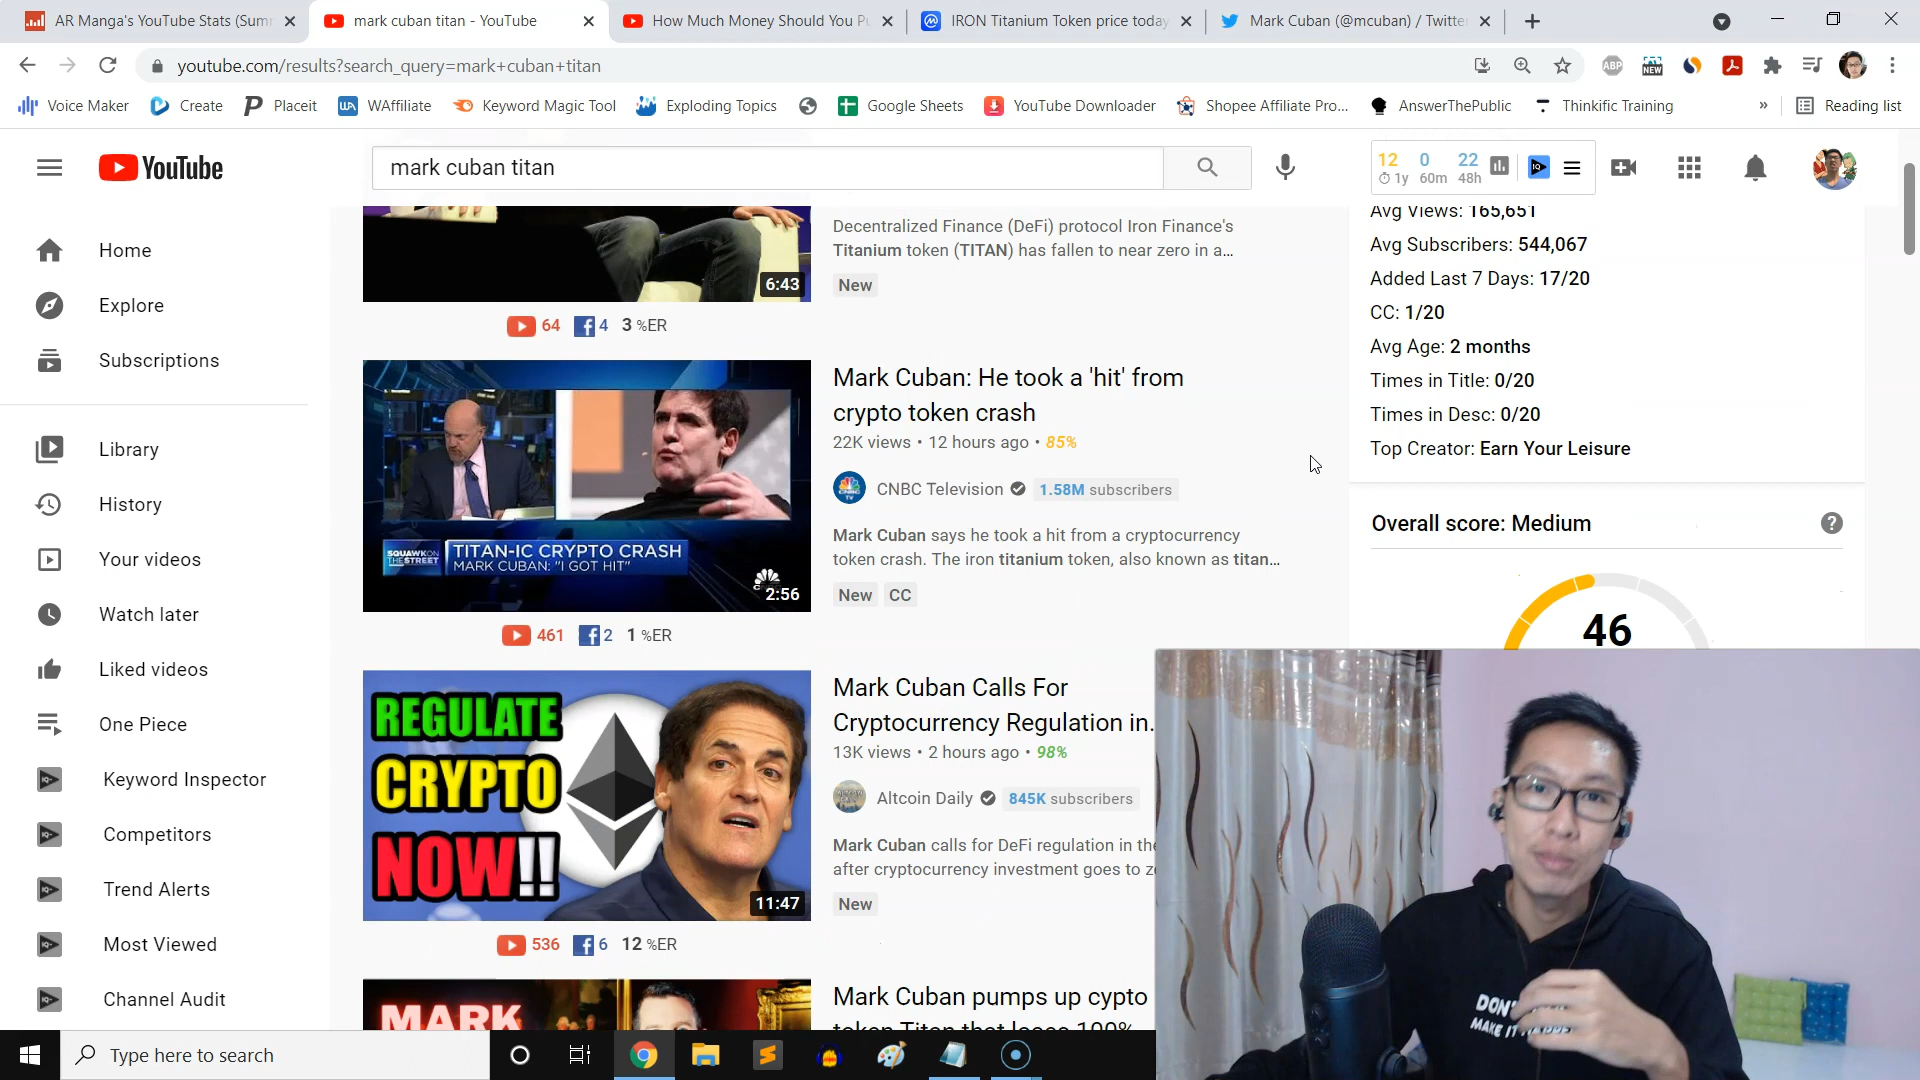 AR Manga's YouTube Stats (Sum
mark cuban titan - YouTube
How Much Money Should You P
IRON Titanium Token price today
Mark Cuban (@mcuban) / Twitte
youtube.com/results?search_query=mark+cuban+titan
ABP
NEW
Voice Maker
Create
Placeit
WAffiliate
Keyword Magic Tool
Exploding Topics
Google Sheets
YouTube Downloader
Shopee Affiliate Pro...
AnswerThePublic
Thinkific Training
»
Reading list
YouTube
mark cuban titan
12 0 22
1y 60m 48h
Home
Explore
Subscriptions
Library
History
Your videos
Watch later
Liked videos
One Piece
Keyword Inspector
Competitors
Trend Alerts
Most Viewed
Channel Audit
6:43
Decentralized Finance (DeFi) protocol Iron Finance's
Titanium token (TITAN) has fallen to near zero in a...
New
64 4 3 %ER
SQUAWK ON
THE STREET
TITAN-IC CRYPTO CRASH
MARK CUBAN: "I GOT HIT"
2:56
Mark Cuban: He took a 'hit' from
crypto token crash
22K views • 12 hours ago • 85%
CNBC Television 1.58M subscribers
Mark Cuban says he took a hit from a cryptocurrency
token crash. The iron titanium token, also known as titan...
New CC
461 2 1 %ER
REGULATE
CRYPTO
NOW!!
11:47
Mark Cuban Calls For
Cryptocurrency Regulation in.
13K views • 2 hours ago • 98%
Altcoin Daily 845K subscribers
Mark Cuban calls for DeFi regulation in the
after cryptocurrency investment goes to z
New
536 6 12 %ER
MARK
Mark Cuban pumps up cypto
token Titan that loses 100%
Avg Views: 165,651
Avg Subscribers: 544,067
Added Last 7 Days: 17/20
CC: 1/20
Avg Age: 2 months
Times in Title: 0/20
Times in Desc: 0/20
Top Creator: Earn Your Leisure
Overall score: Medium
?
46
MAKE IT
Type here to search